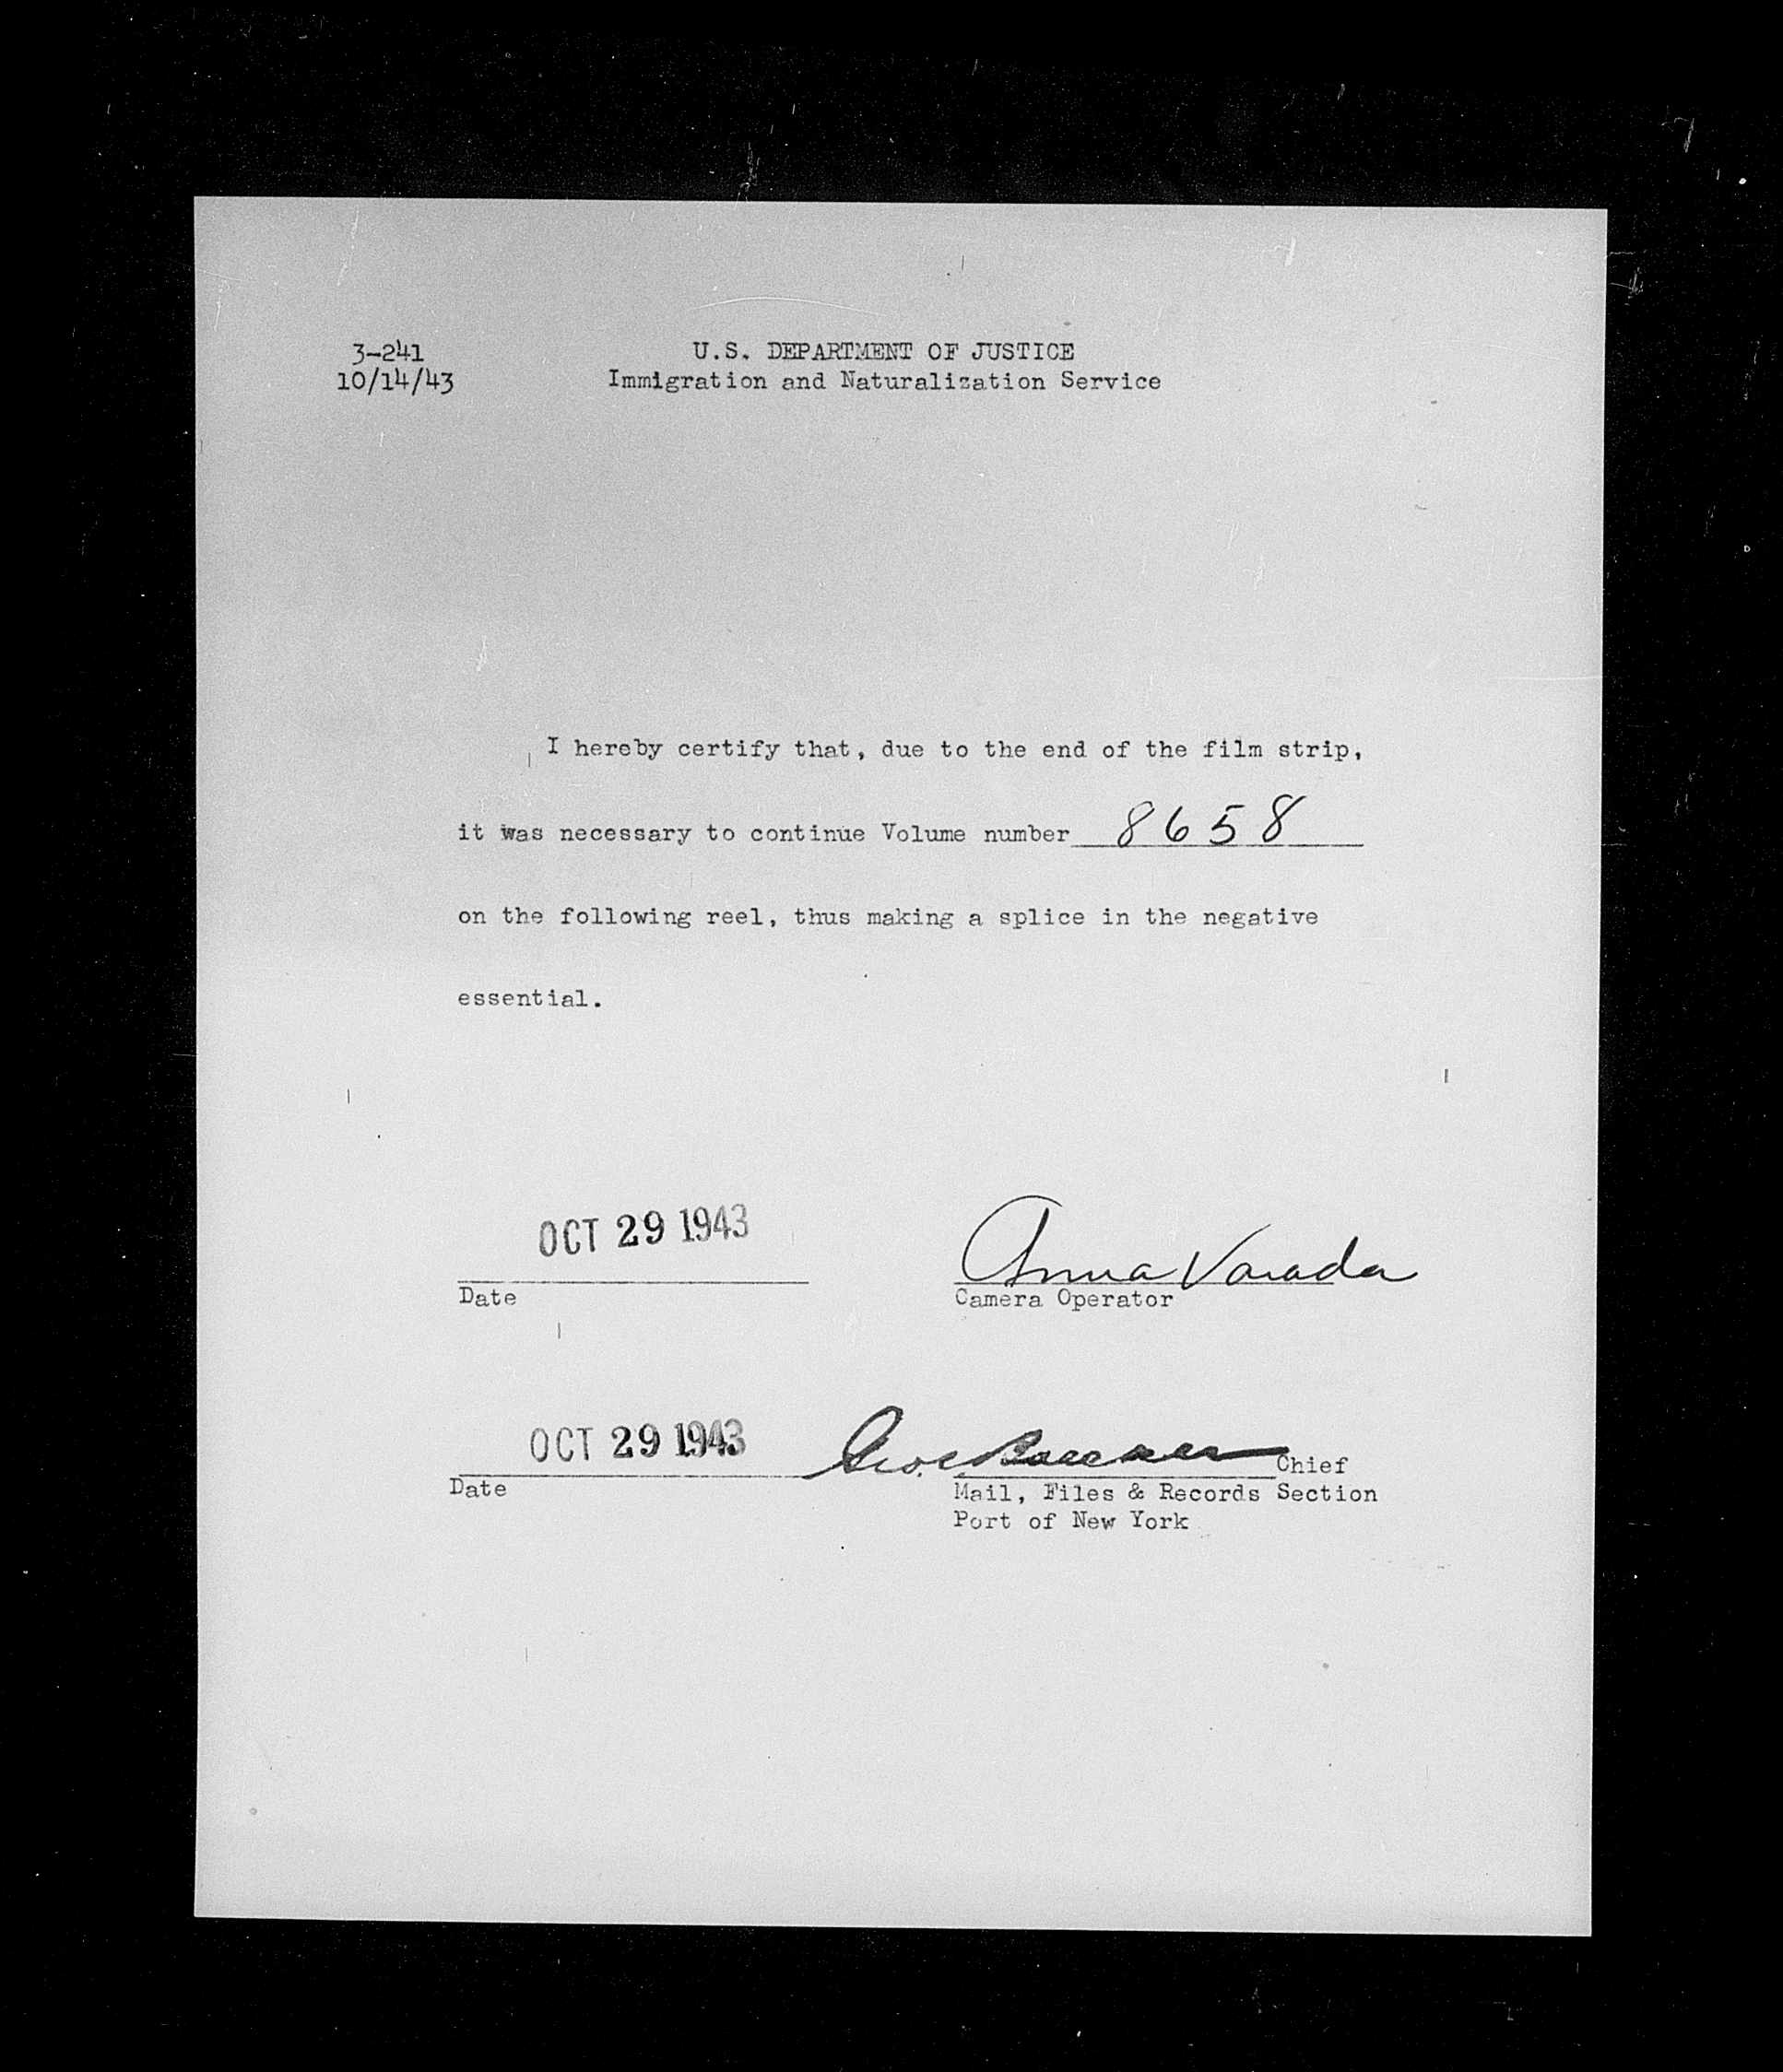 3-241
10/14/43
U.S. DEPARTMENT OF JUSTICE
Immigration and Naturalization Service
I hereby certify that, due to the end of the film strip,
it was necessary to continue Volume number 8658
on the following reel, thus making a splice in the negative
essential.
OCT 29 1943
Anna Varada
Date
Camera Operator
OCT 29 1943
Chief
Date
Mail, Files & Records Section
Port of New York